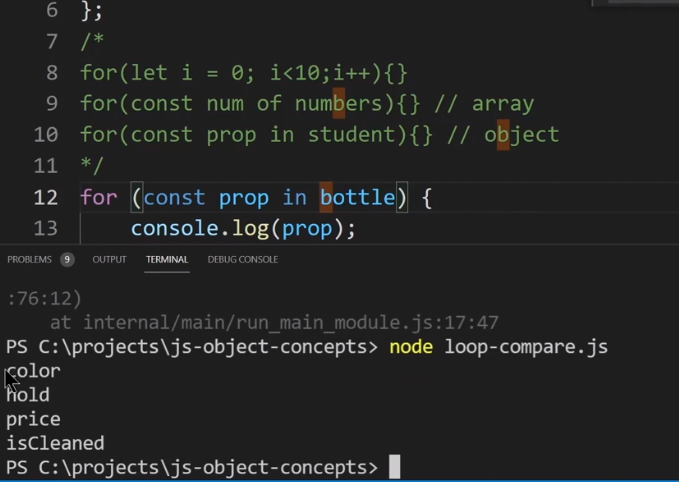 6 };
7 /*
8 for(let i = 0; i<10;i++){}
9 for(const num of numbers){} // array
10 for(const prop in student){} // object
11 */
12 for (const prop in bottle) {
13 console.log(prop);
PROBLEMS 9 OUTPUT TERMINAL DEBUG CONSOLE
:76:12)
at internal/main/run_main_module.js:17:47
PS C:\projects\js-object-concepts> node loop-compare.js
color
hold
price
isCleaned
PS C:\projects\js-object-concepts>